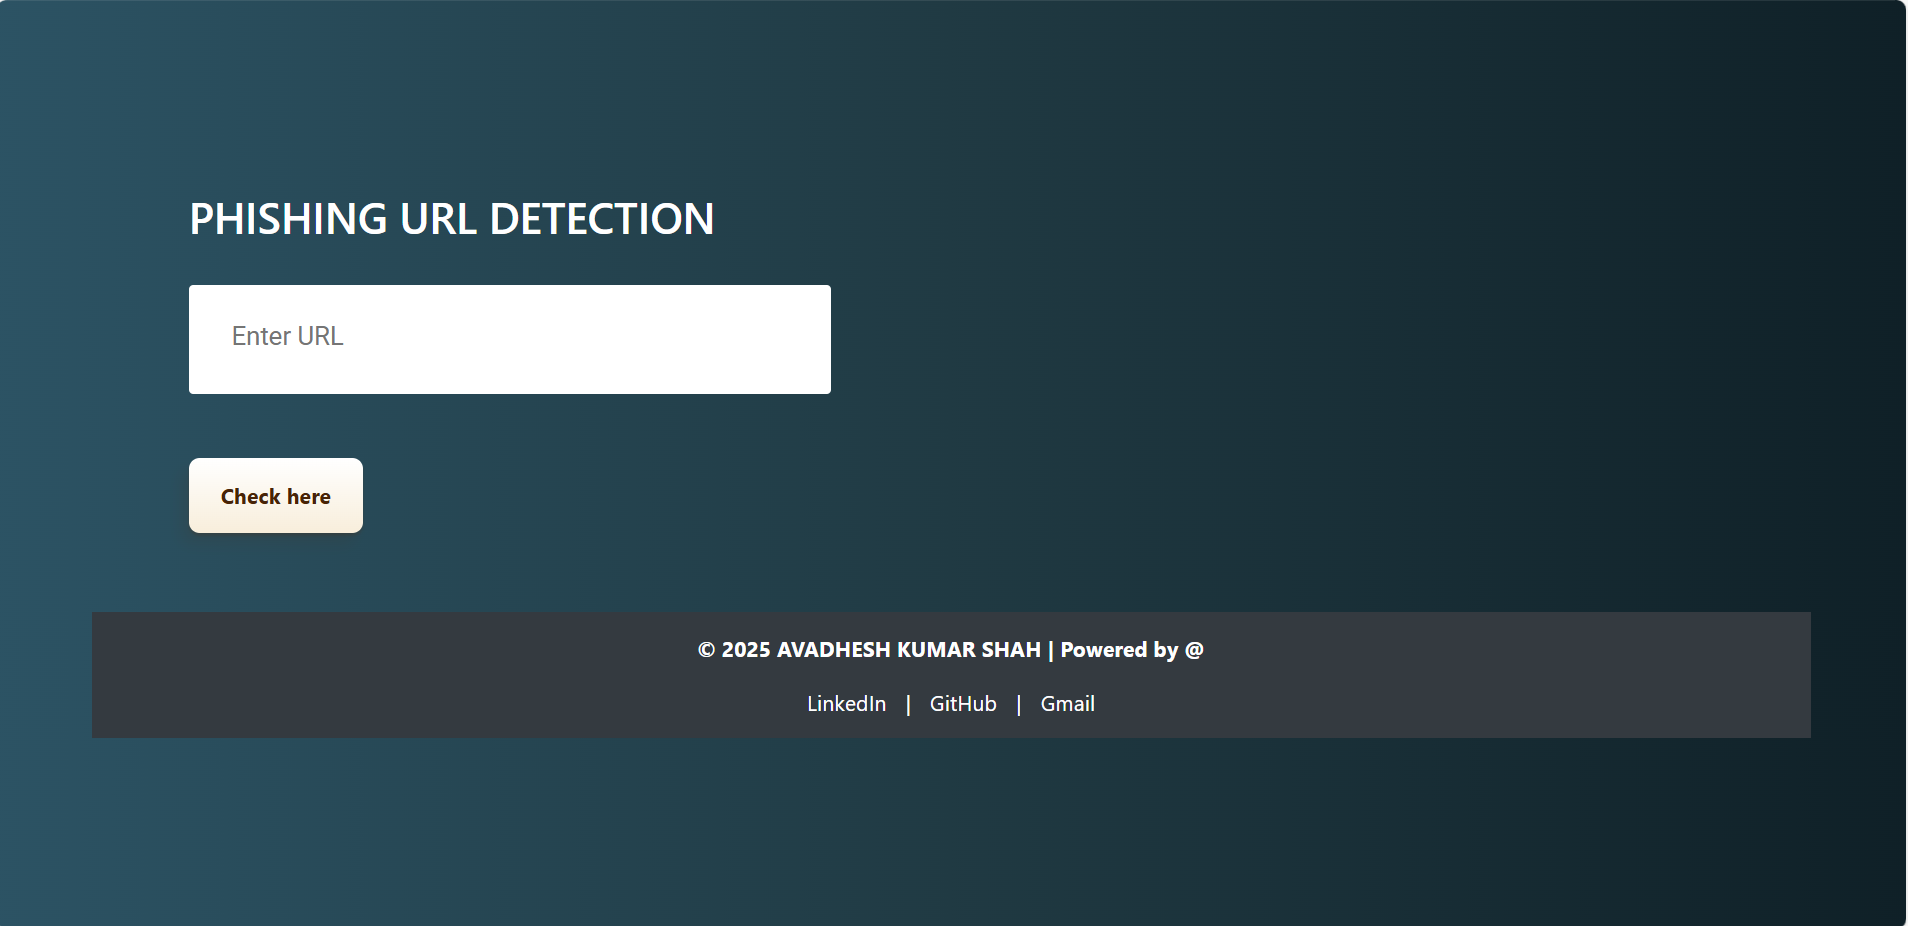 PHISHING URL DETECTION
Enter URL
Check here
© 2025 AVADHESH KUMAR SHAH | Powered by @
LinkedIn | GitHub | Gmail